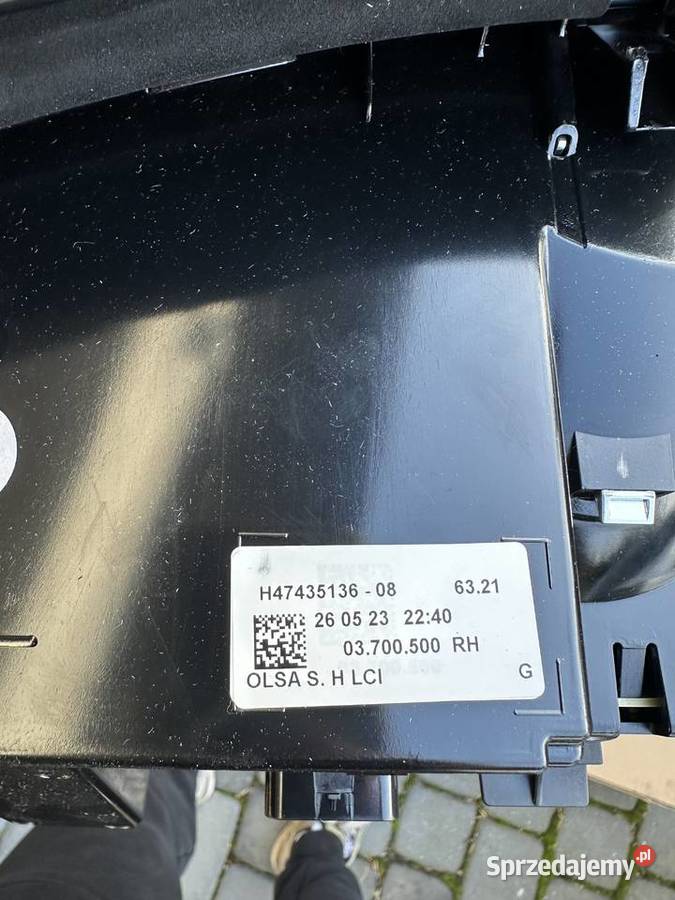 H47435136 - 08 63.21
26 05 23 22:40
03.700.500 RH
OLSA S. H LCI G
Sprzedajemy.pl